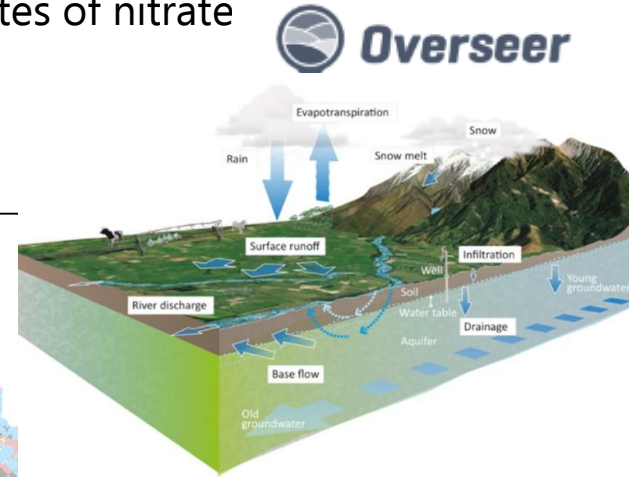 tes of nitrate
Overseer
Evapotranspiration
Snow
Rain
Snow melt
Surface runoff
Infiltration
Well
Young
groundwater
Soil
River discharge
Water table
Drainage
Aquifer
Base flow
Old
groundwater